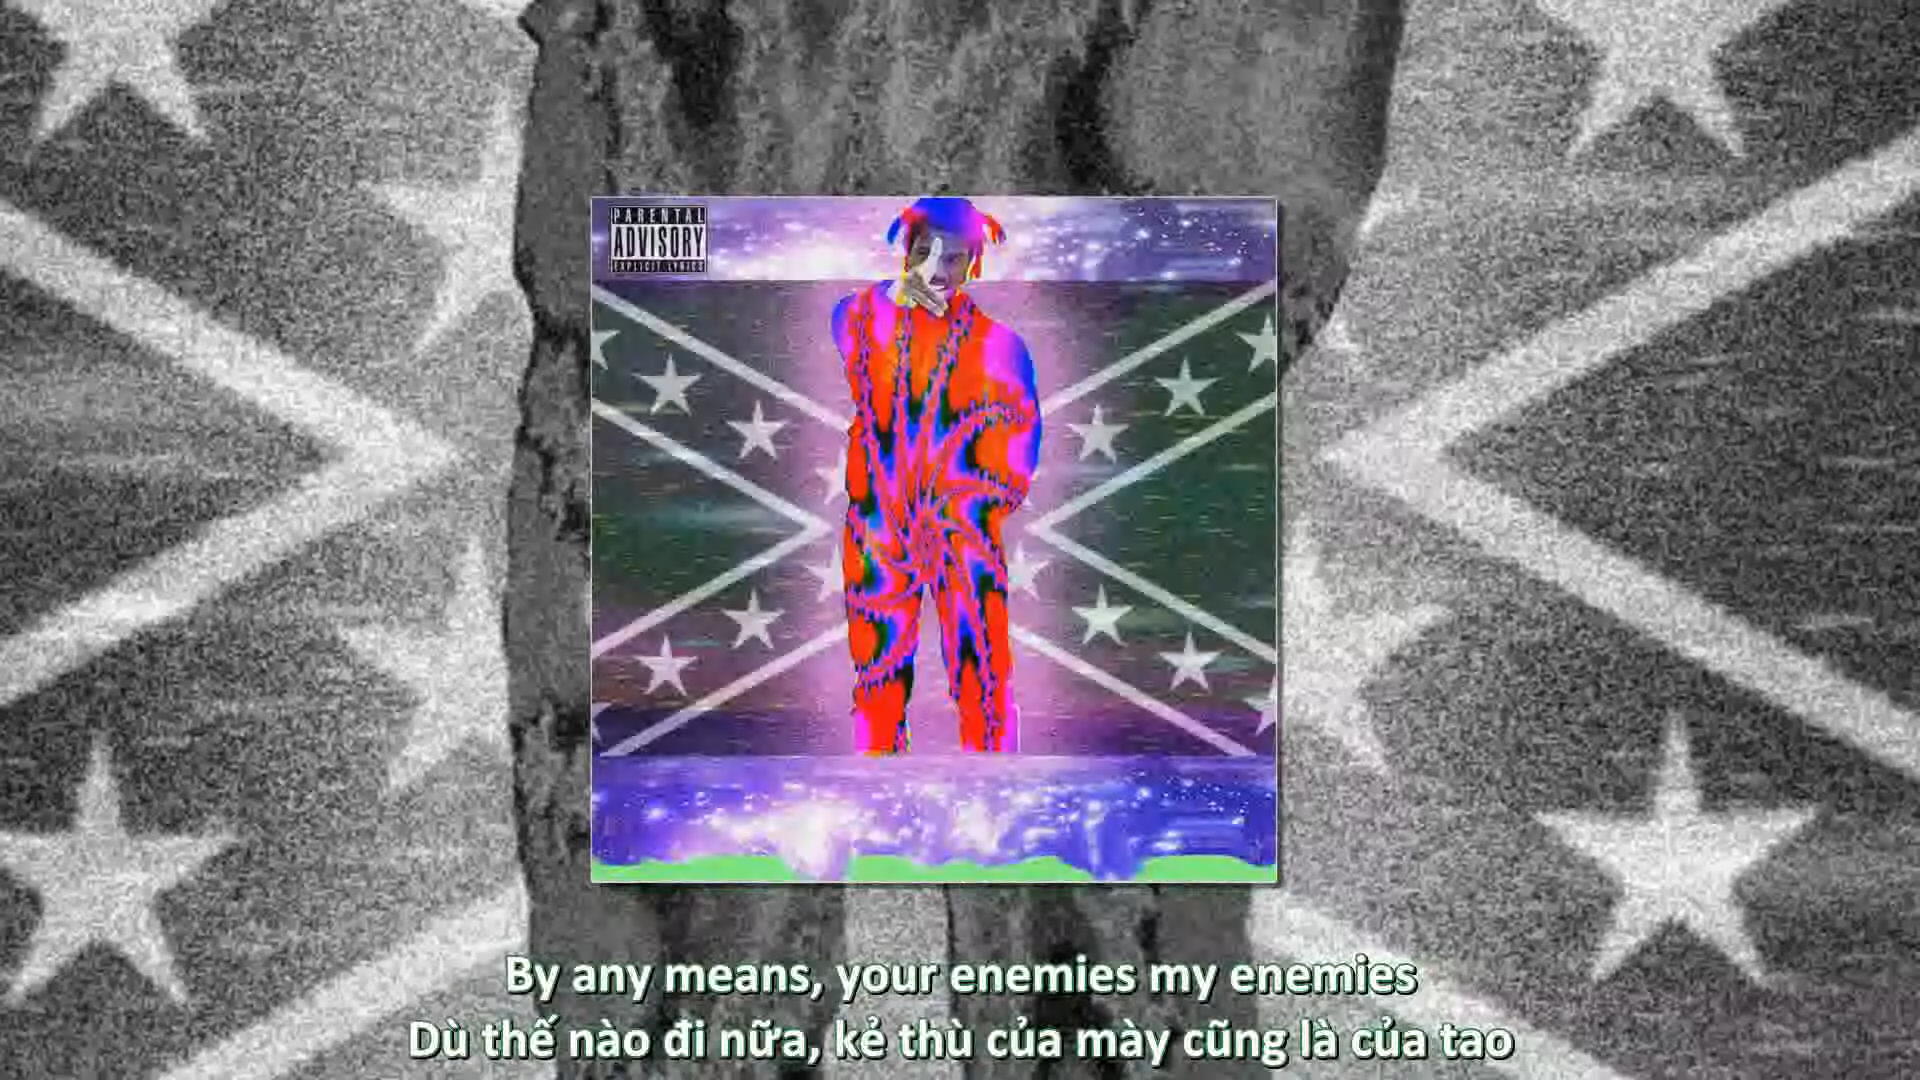 PARENTAL
ADVISORY
EXPLICIT LYRICS
By any means, your enemies my enemies
Dù thế nào đi nữa, kẻ thù của mày cũng là của tao